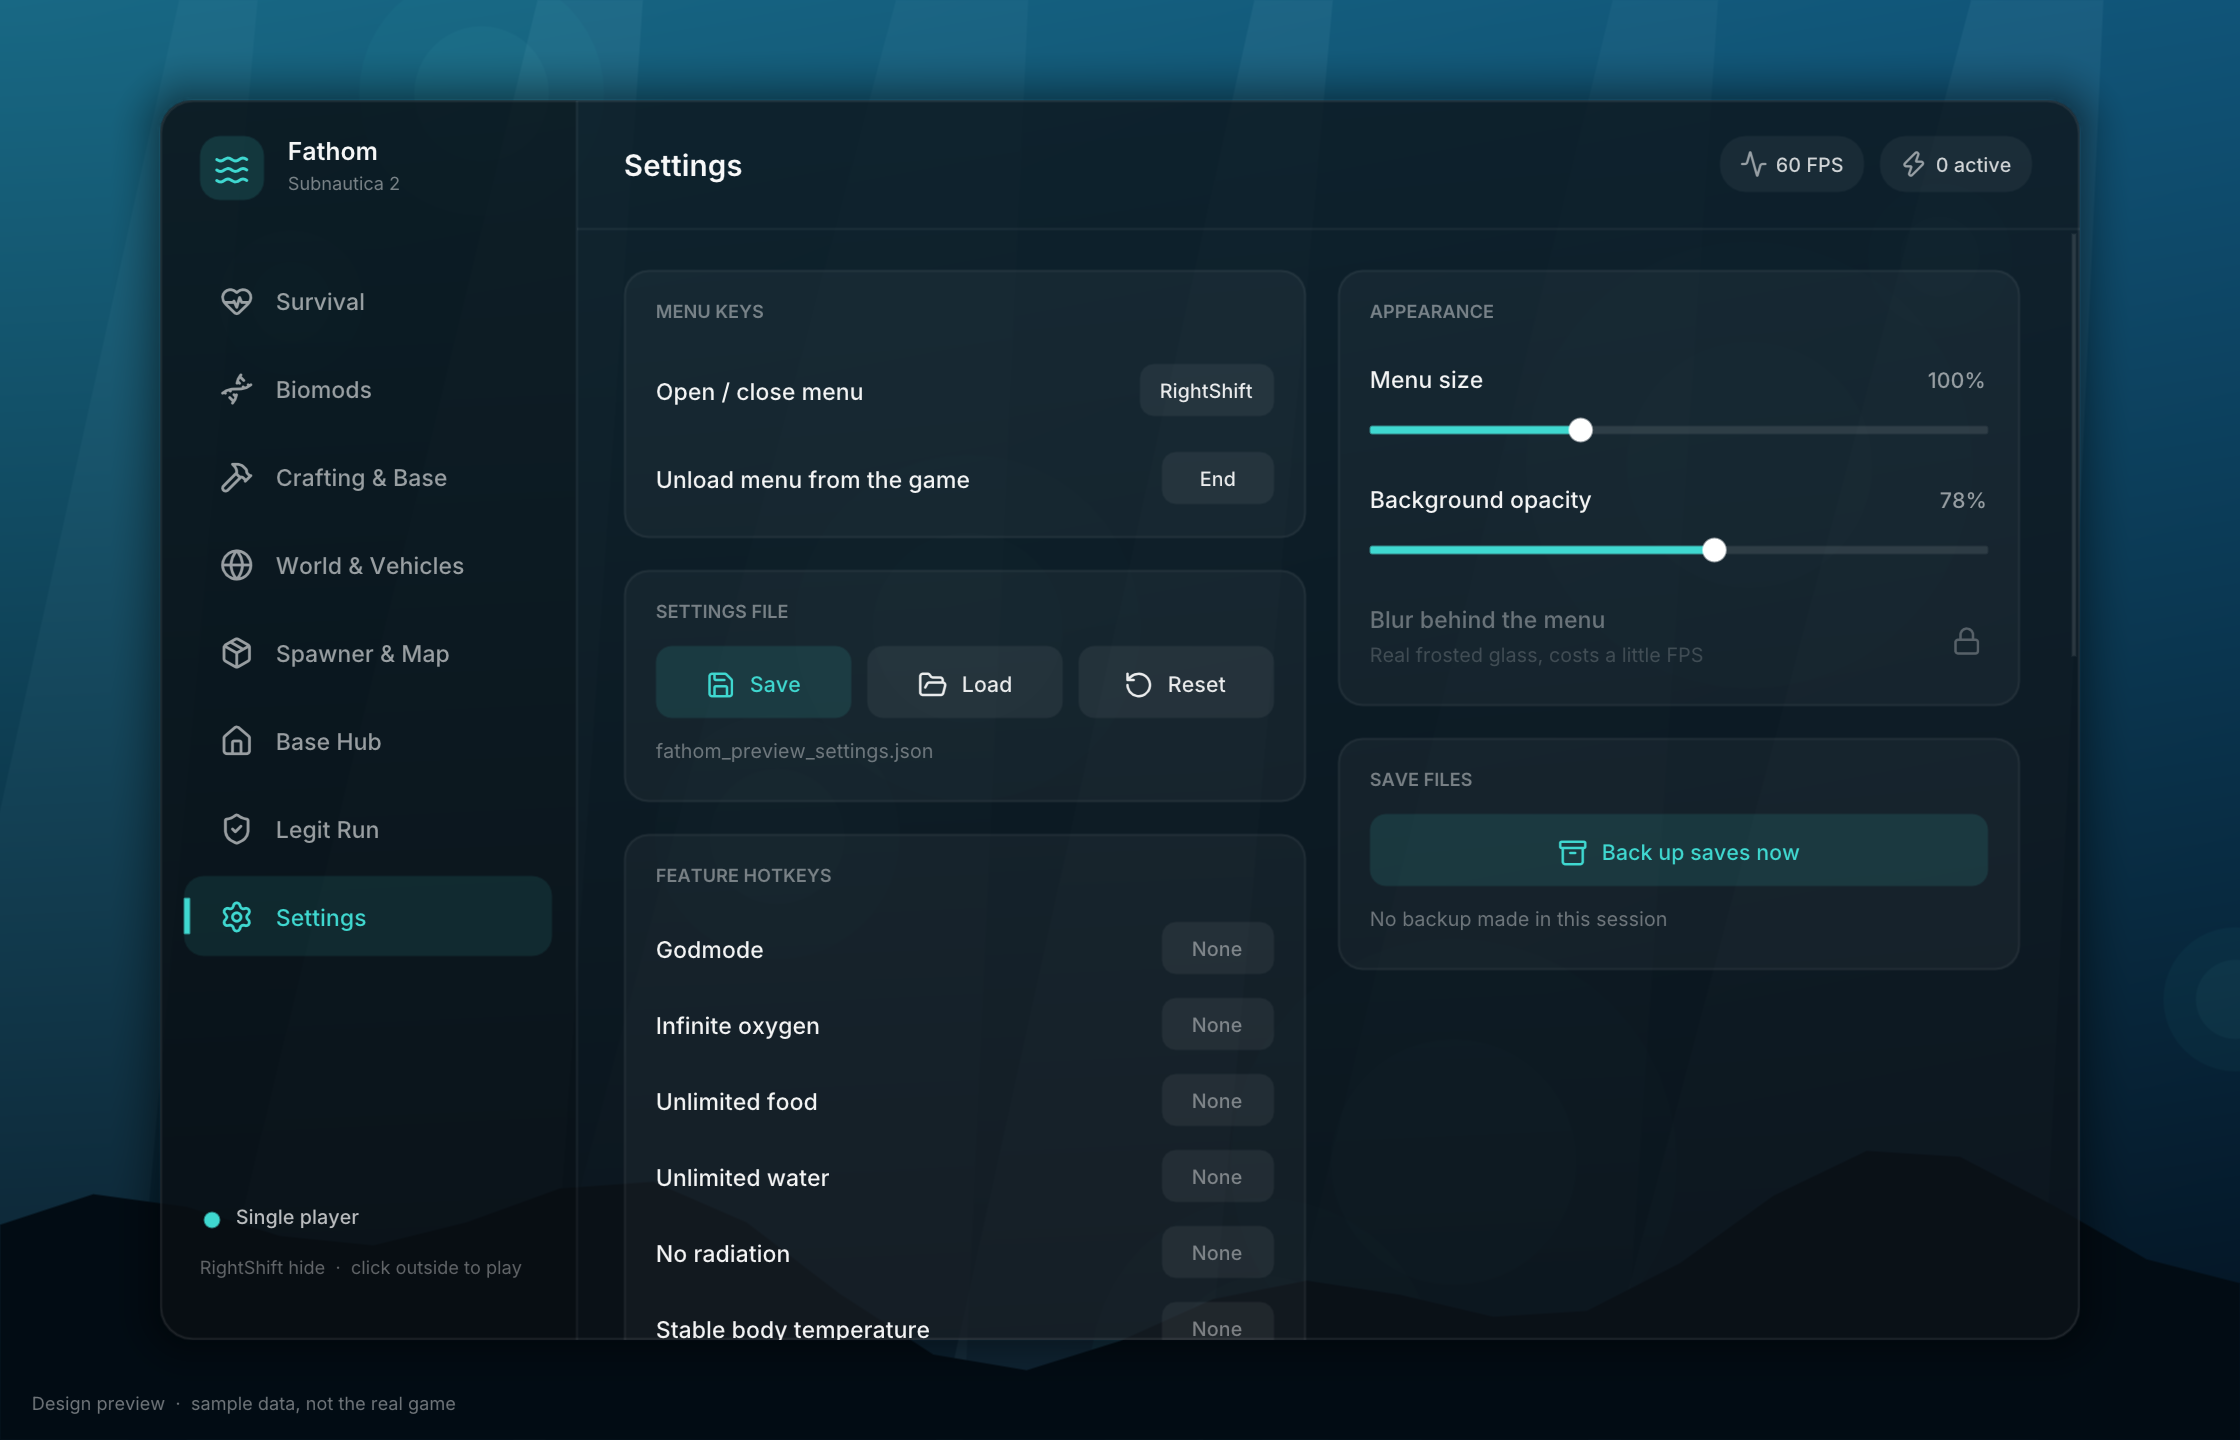 Fathom
Subnautica 2
Survival
Biomods
Crafting & Base
World & Vehicles
Spawner & Map
Base Hub
Legit Run
Settings
Single player
RightShift hide · click outside to play
Settings
60 FPS
0 active
MENU KEYS
Open / close menu
RightShift
Unload menu from the game
End
SETTINGS FILE
Save
Load
Reset
fathom_preview_settings.json
FEATURE HOTKEYS
Godmode
None
Infinite oxygen
None
Unlimited food
None
Unlimited water
None
No radiation
None
Stable body temperature
None
APPEARANCE
Menu size
100%
Background opacity
78%
Blur behind the menu
Real frosted glass, costs a little FPS
SAVE FILES
Back up saves now
No backup made in this session
Design preview · sample data, not the real game